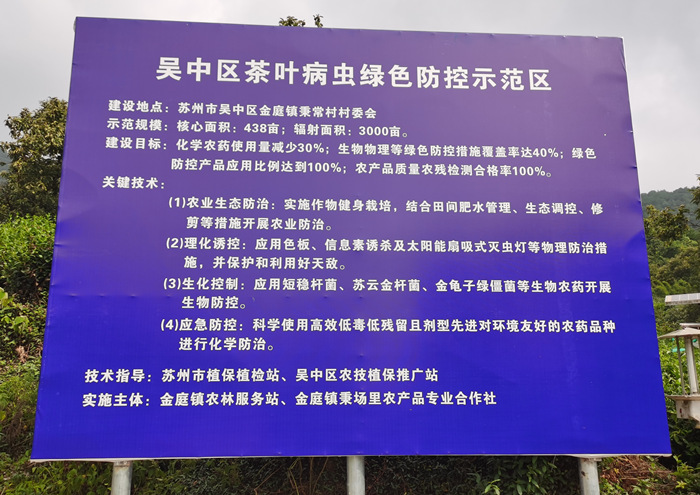 吴中区茶叶病虫绿色防控示范区
建设地点：苏州市吴中区金庭镇秉常村村委会
示范规模：核心面积：438亩；辐射面积：3000亩。
建设目标：化学农药使用量减少30%；生物物理等绿色防控措施覆盖率达40%；绿色
防控产品应用比例达到100%；农产品质量农残检测合格率100%。
关键技术：
(1)农业生态防治：实施作物健身栽培，结合田间肥水管理、生态调控、修
剪等措施开展农业防治。
(2)理化诱控：应用色板、信息素诱杀及太阳能扇吸式灭虫灯等物理防治措
施，并保护和利用好天敌。
(3)生化控制：应用短稳杆菌、苏云金杆菌、金龟子绿僵菌等生物农药开展
生物防控。
(4)应急防控：科学使用高效低毒低残留且剂型先进对环境友好的农药品种
进行化学防治。
技术指导：苏州市植保植检站、吴中区农技植保推广站
实施主体：金庭镇农林服务站、金庭镇秉场里农产品专业合作社